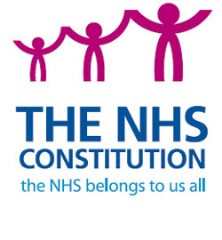 THE NHS
CONSTITUTION
the NHS belongs to us all